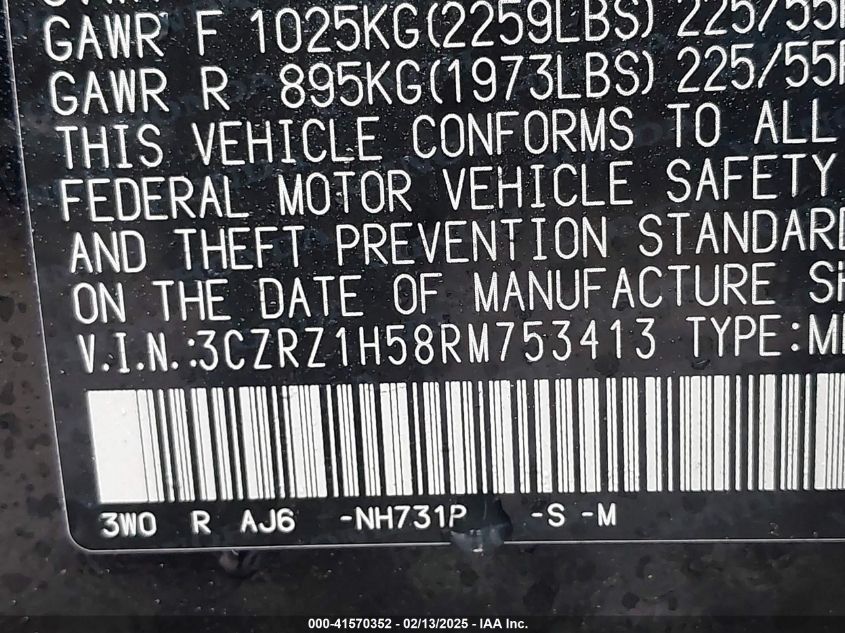 GAWR F 1025KG(2259LBS) 225/55
GAWR R 895KG(1973LBS) 225/55
THIS VEHICLE CONFORMS TO ALL
FEDERAL MOTOR VEHICLE SAFETY
AND THEFT PREVENTION STANDARD
ON THE DATE OF MANUFACTURE
V.I.N.:3CZRZ1H58RM753413 TYPE:M
3W0 R AJ6 -NH731P -S -M
000-41570352 - 02/13/2025 - IAA Inc.